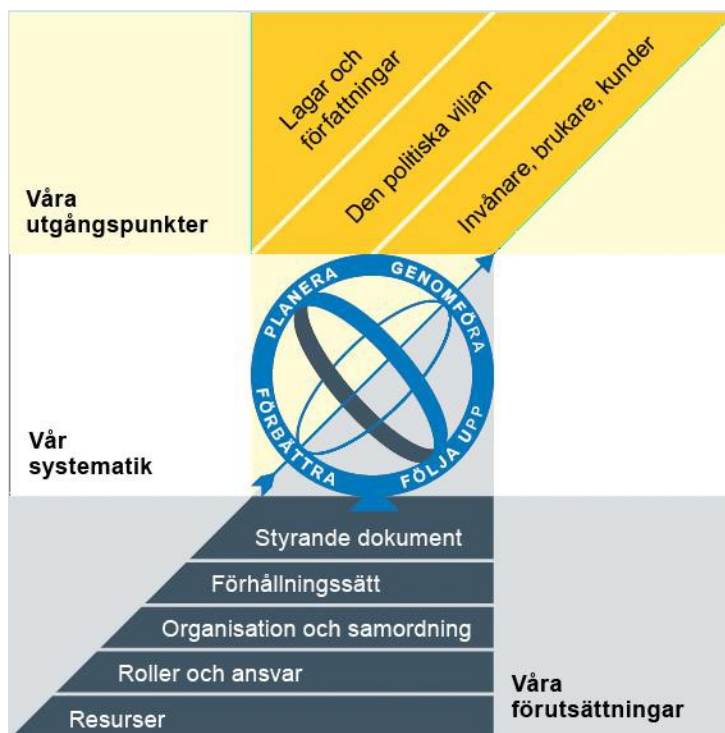 Lagar och
författningar
Den politiska viljan
Invånare, brukare, kunder
Våra
utgångspunkter
PLANERA
GENOMFÖRA
FÖRBÄTTRA
FÖLJA UPP
Vår
systematik
Styrande dokument
Förhållningssätt
Organisation och samordning
Roller och ansvar
Resurser
Våra
förutsättningar